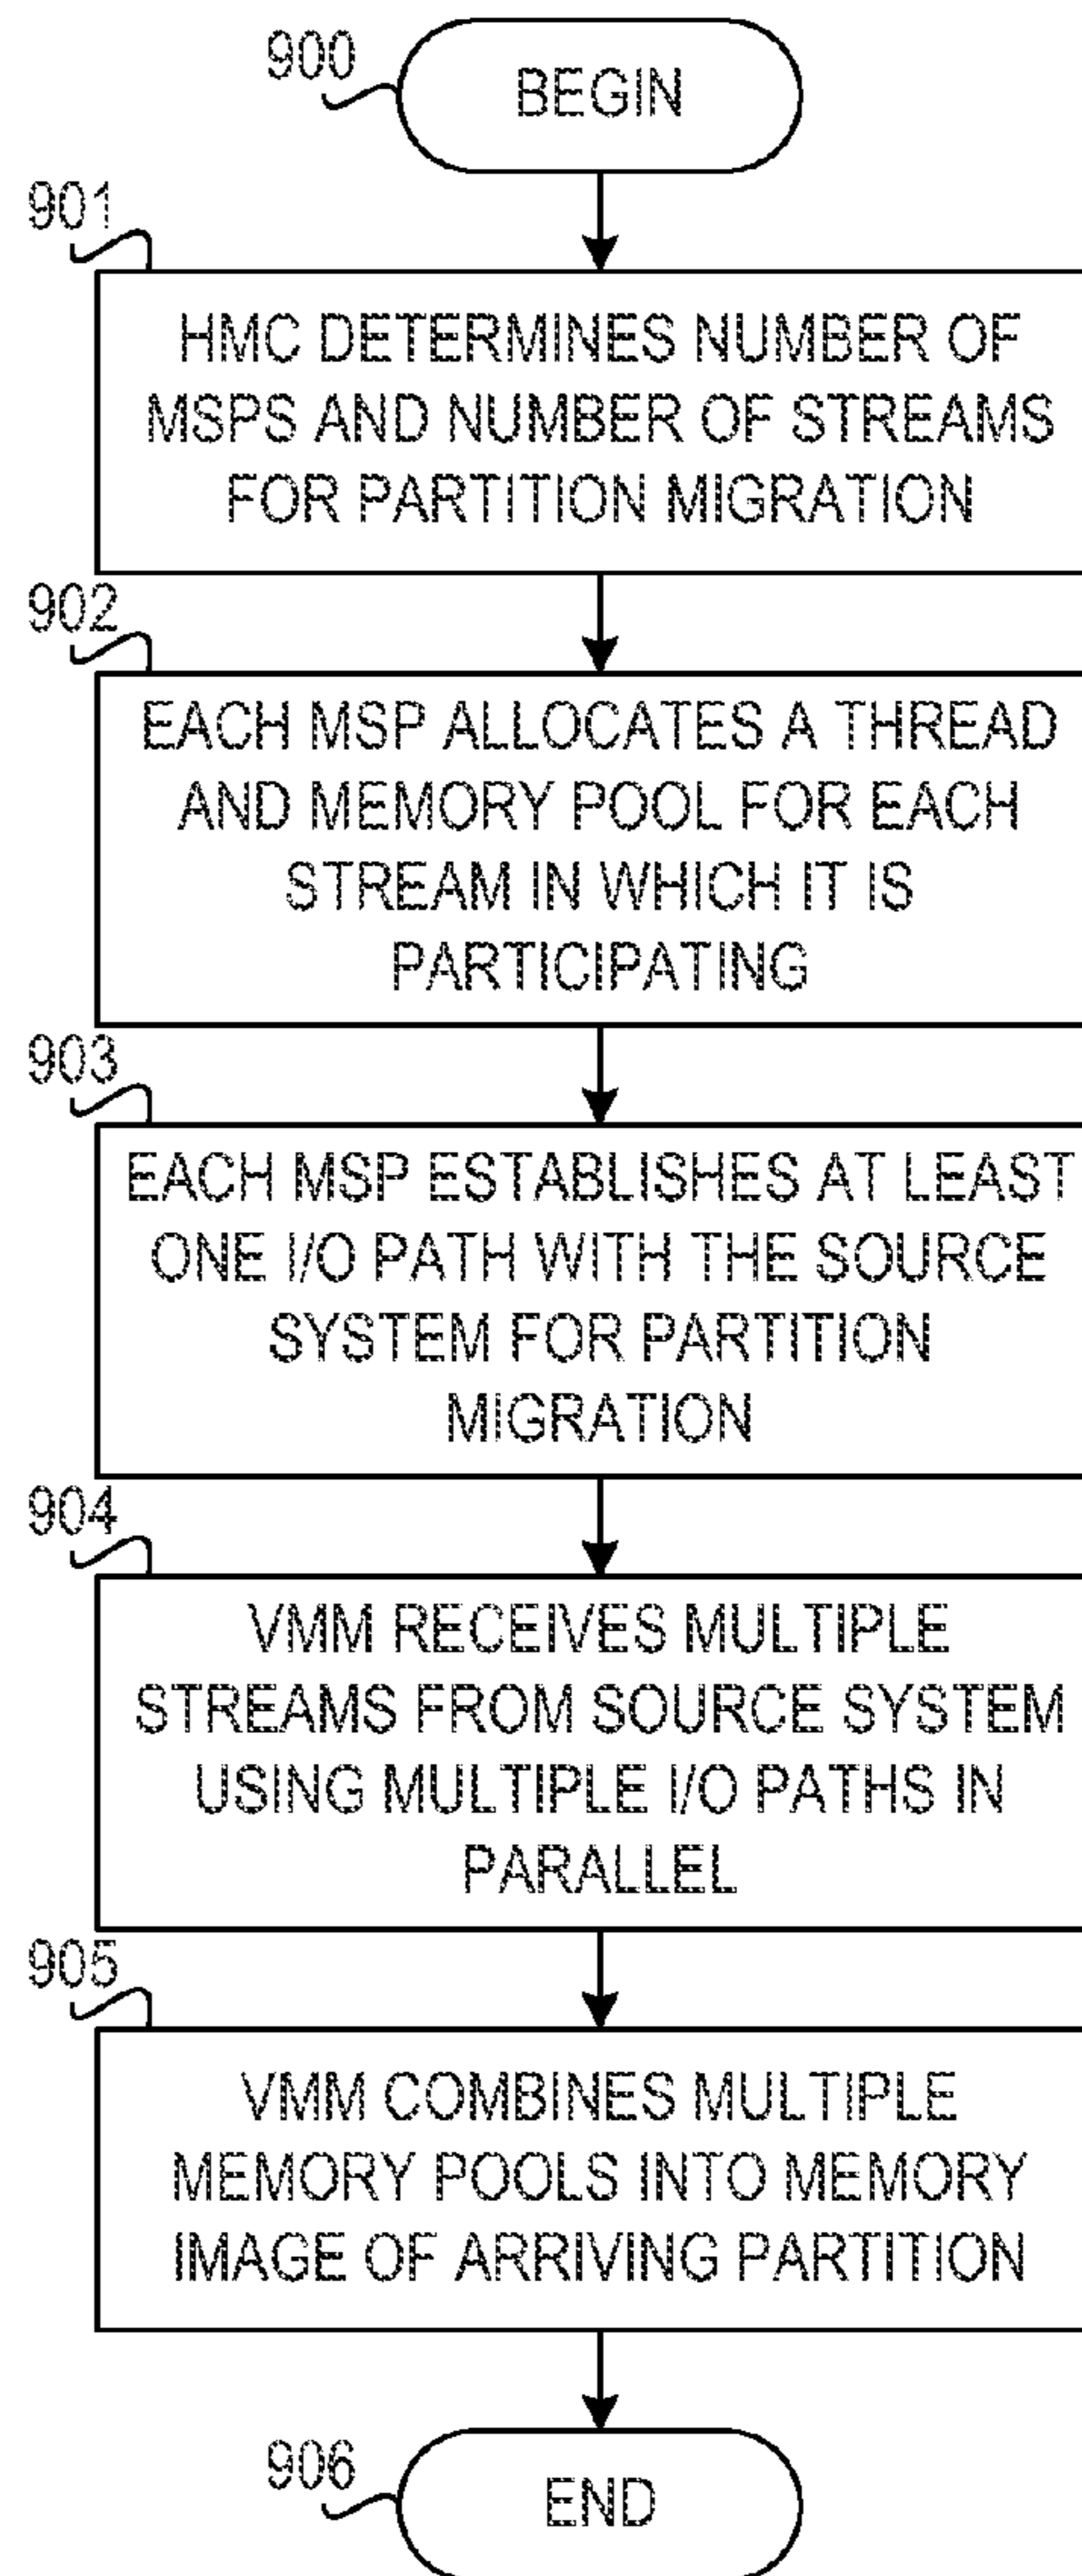 900
BEGIN
901
HMC DETERMINES NUMBER OF
MSPS AND NUMBER OF STREAMS
FOR PARTITION MIGRATION
902
EACH MSP ALLOCATES A THREAD
AND MEMORY POOL FOR EACH
STREAM IN WHICH IT IS
PARTICIPATING
903
EACH MSP ESTABLISHES AT LEAST
ONE I/O PATH WITH THE SOURCE
SYSTEM FOR PARTITION
MIGRATION
904
VMM RECEIVES MULTIPLE
STREAMS FROM SOURCE SYSTEM
USING MULTIPLE I/O PATHS IN
PARALLEL
905
VMM COMBINES MULTIPLE
MEMORY POOLS INTO MEMORY
IMAGE OF ARRIVING PARTITION
906
END